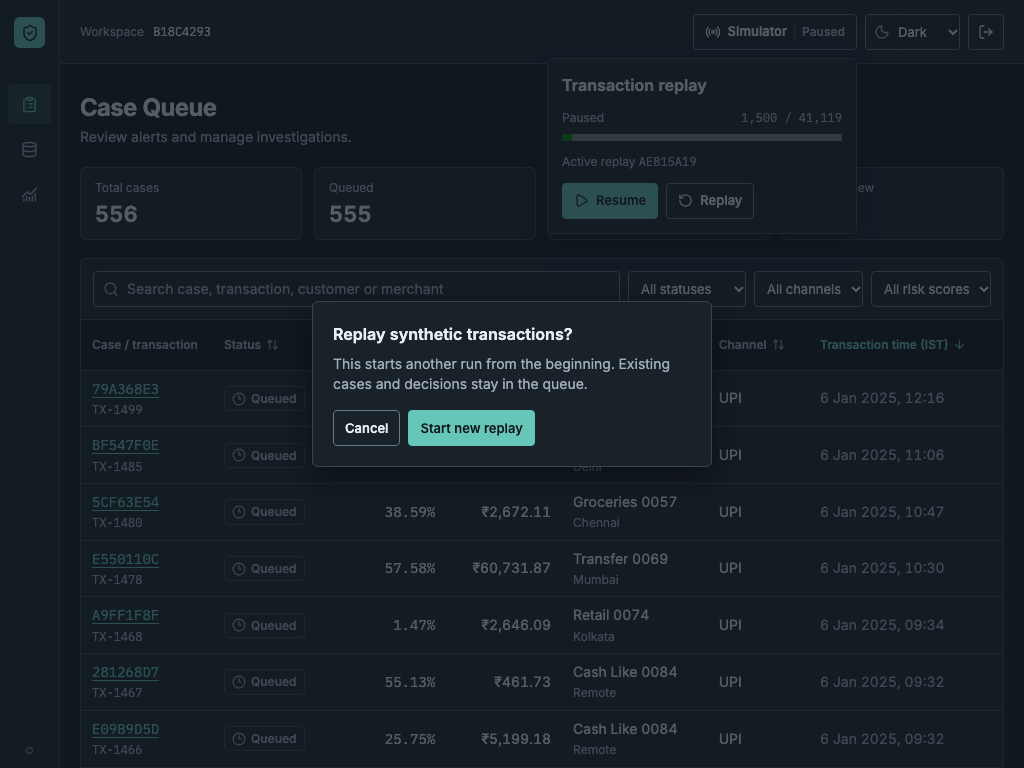 Workspace B18C4293
Simulator Paused
Dark
Transaction replay
Paused 1,500 / 41,119
Active replay AE815A19
Resume Replay
Case Queue
Review alerts and manage investigations.
Total cases
556
Queued
555
ew
Search case, transaction, customer or merchant
All statuses
All channels
All risk scores
Replay synthetic transactions?
This starts another run from the beginning. Existing
cases and decisions stay in the queue.
Cancel Start new replay
Case / transaction Status Channel Transaction time (IST)
79A368E3 Queued UPI 6 Jan 2025, 12:16
TX-1499
BF547F0E Queued UPI 6 Jan 2025, 11:06
TX-1485 Delhi
5CF63E54 Queued 38.59% ₹2,672.11 Groceries 0057 UPI 6 Jan 2025, 10:47
TX-1480 Chennai
E550110C Queued 57.58% ₹60,731.87 Transfer 0069 UPI 6 Jan 2025, 10:30
TX-1478 Mumbai
A9FF1F8F Queued 1.47% ₹2,646.09 Retail 0074 UPI 6 Jan 2025, 09:34
TX-1468 Kolkata
281268D7 Queued 55.13% ₹461.73 Cash Like 0084 UPI 6 Jan 2025, 09:32
TX-1467 Remote
E09B9D5D Queued 25.75% ₹5,199.18 Cash Like 0084 UPI 6 Jan 2025, 09:32
TX-1466 Remote